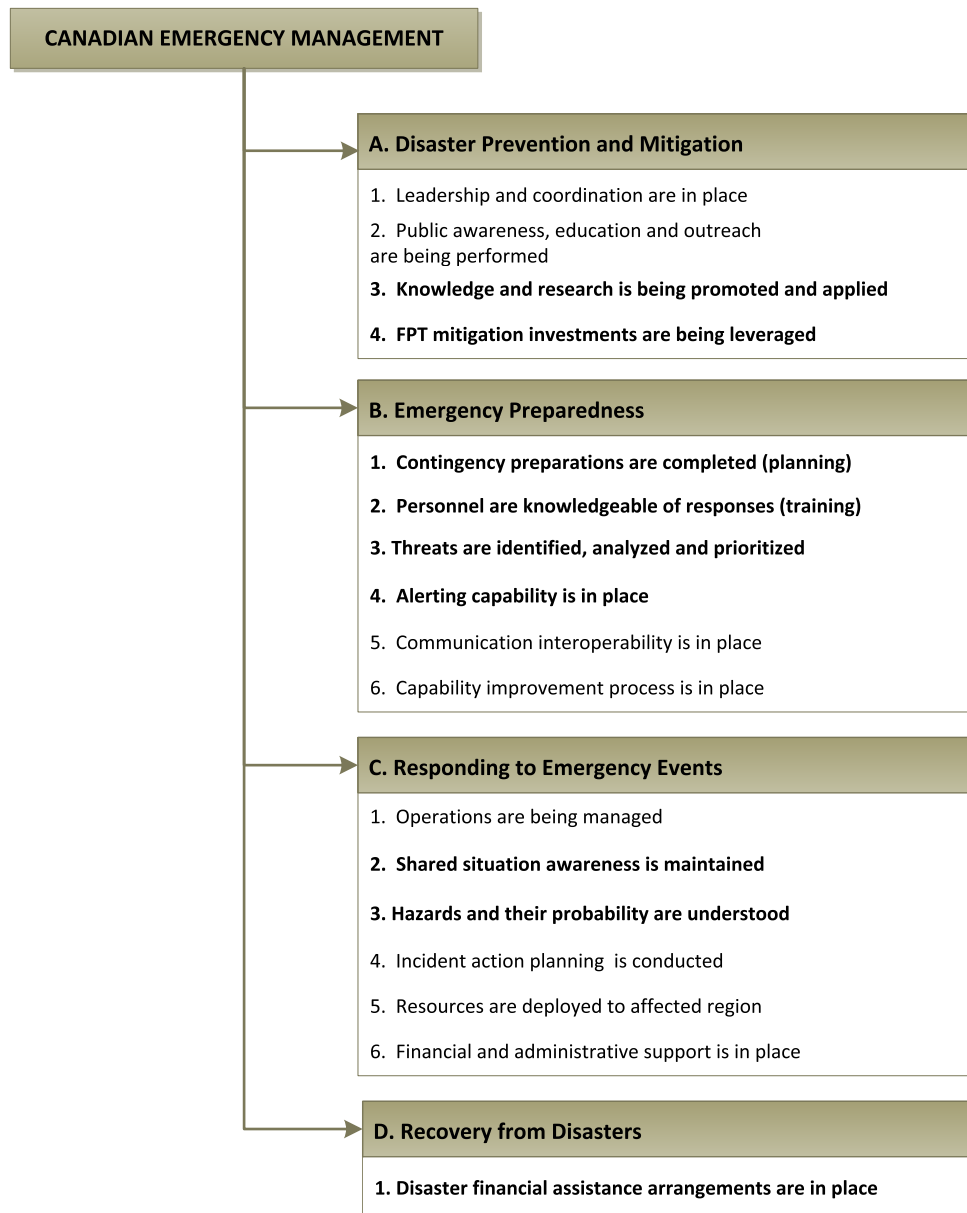 CANADIAN EMERGENCY MANAGEMENT
A. Disaster Prevention and Mitigation
1. Leadership and coordination are in place
2. Public awareness, education and outreach
are being performed
3. Knowledge and research is being promoted and applied
4. FPT mitigation investments are being leveraged
B. Emergency Preparedness
1. Contingency preparations are completed (planning)
2. Personnel are knowledgeable of responses (training)
3. Threats are identified, analyzed and prioritized
4. Alerting capability is in place
5. Communication interoperability is in place
6. Capability improvement process is in place
C. Responding to Emergency Events
1. Operations are being managed
2. Shared situation awareness is maintained
3. Hazards and their probability are understood
4. Incident action planning is conducted
5. Resources are deployed to affected region
6. Financial and administrative support is in place
D. Recovery from Disasters
1. Disaster financial assistance arrangements are in place